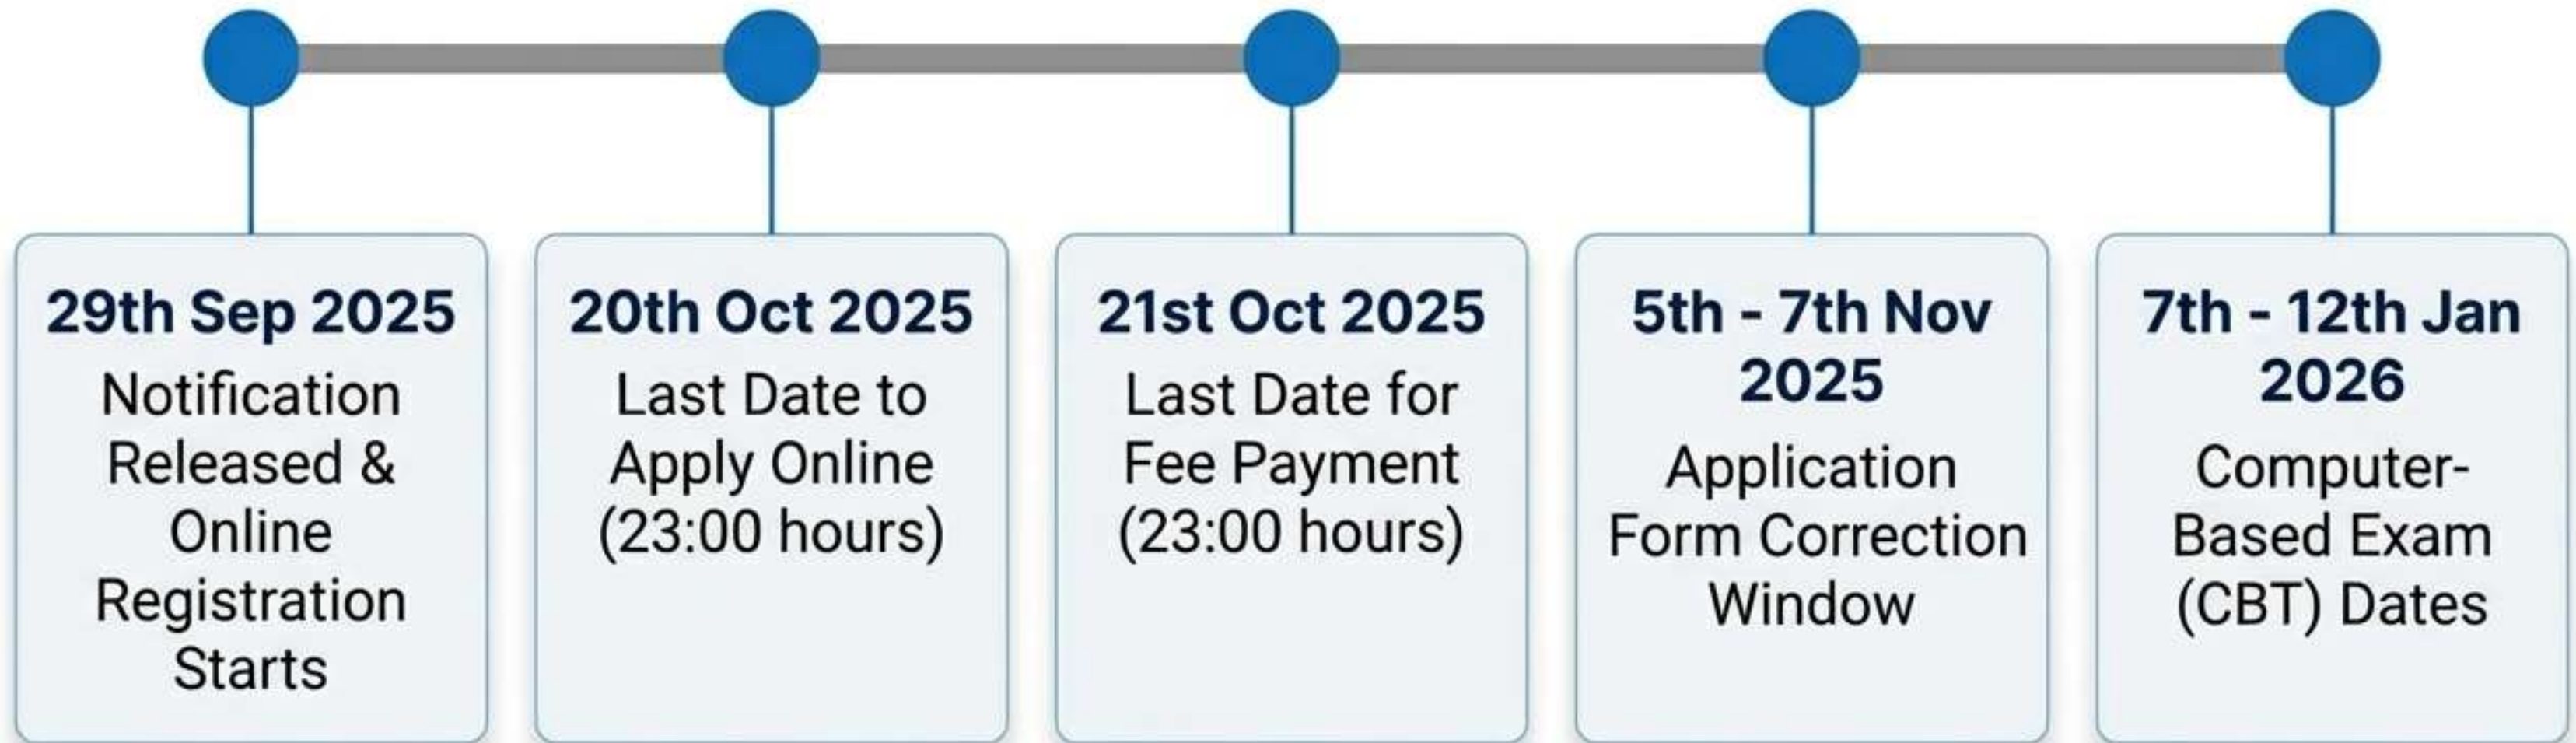 29th Sep 2025
Notification
Released &
Online
Registration
Starts
20th Oct 2025
Last Date to
Apply Online
(23:00 hours)
21st Oct 2025
Last Date for
Fee Payment
(23:00 hours)
5th - 7th Nov
2025
Application
Form Correction
Window
7th - 12th Jan
2026
Computer-
Based Exam
(CBT) Dates